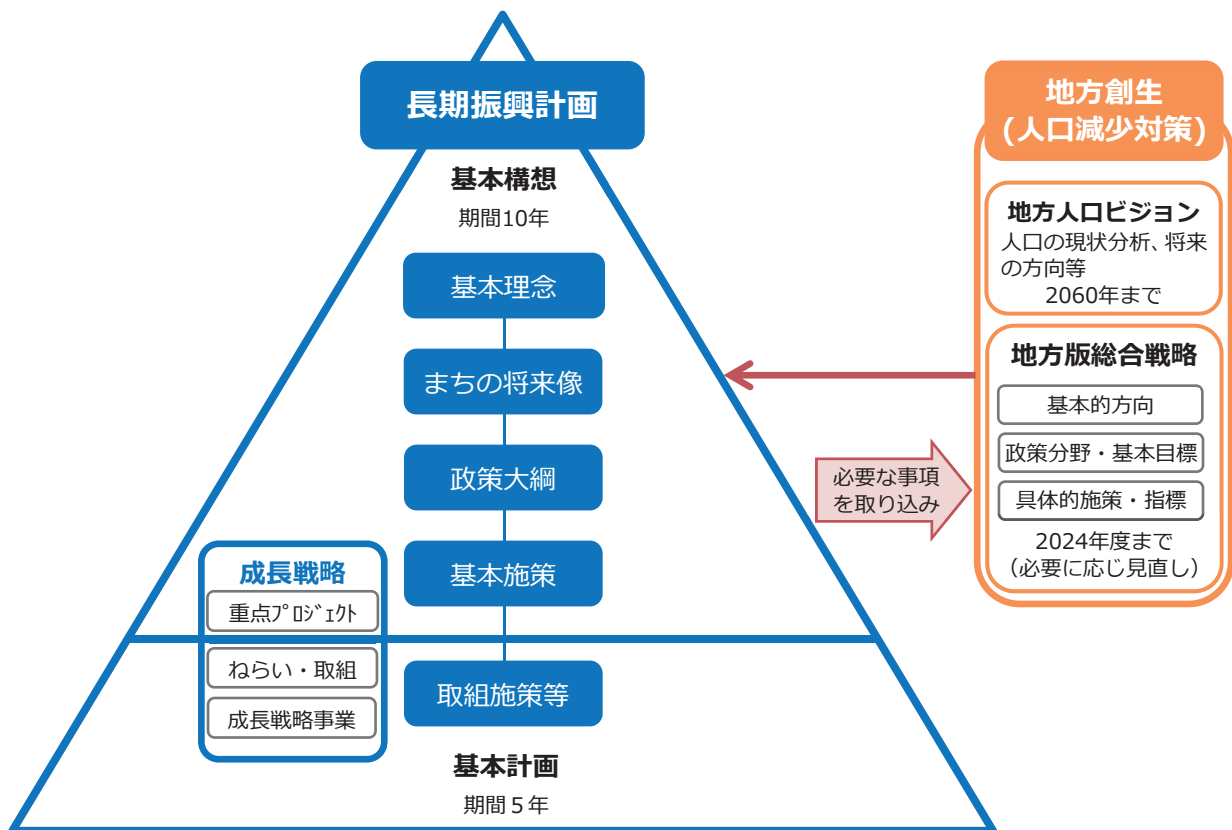 長期振興計画
基本構想
期間10年
基本理念
まちの将来像
政策大綱
基本施策
成長戦略
重点ﾌﾟﾛｼﾞｪｸﾄ
ねらい・取組
成長戦略事業
取組施策等
基本計画
期間５年
必要な事項
を取り込み
地方創生
(人口減少対策)
地方人口ビジョン
人口の現状分析、将来
の方向等
2060年まで
地方版総合戦略
基本的方向
政策分野・基本目標
具体的施策・指標
2024年度まで
（必要に応じ見直し）